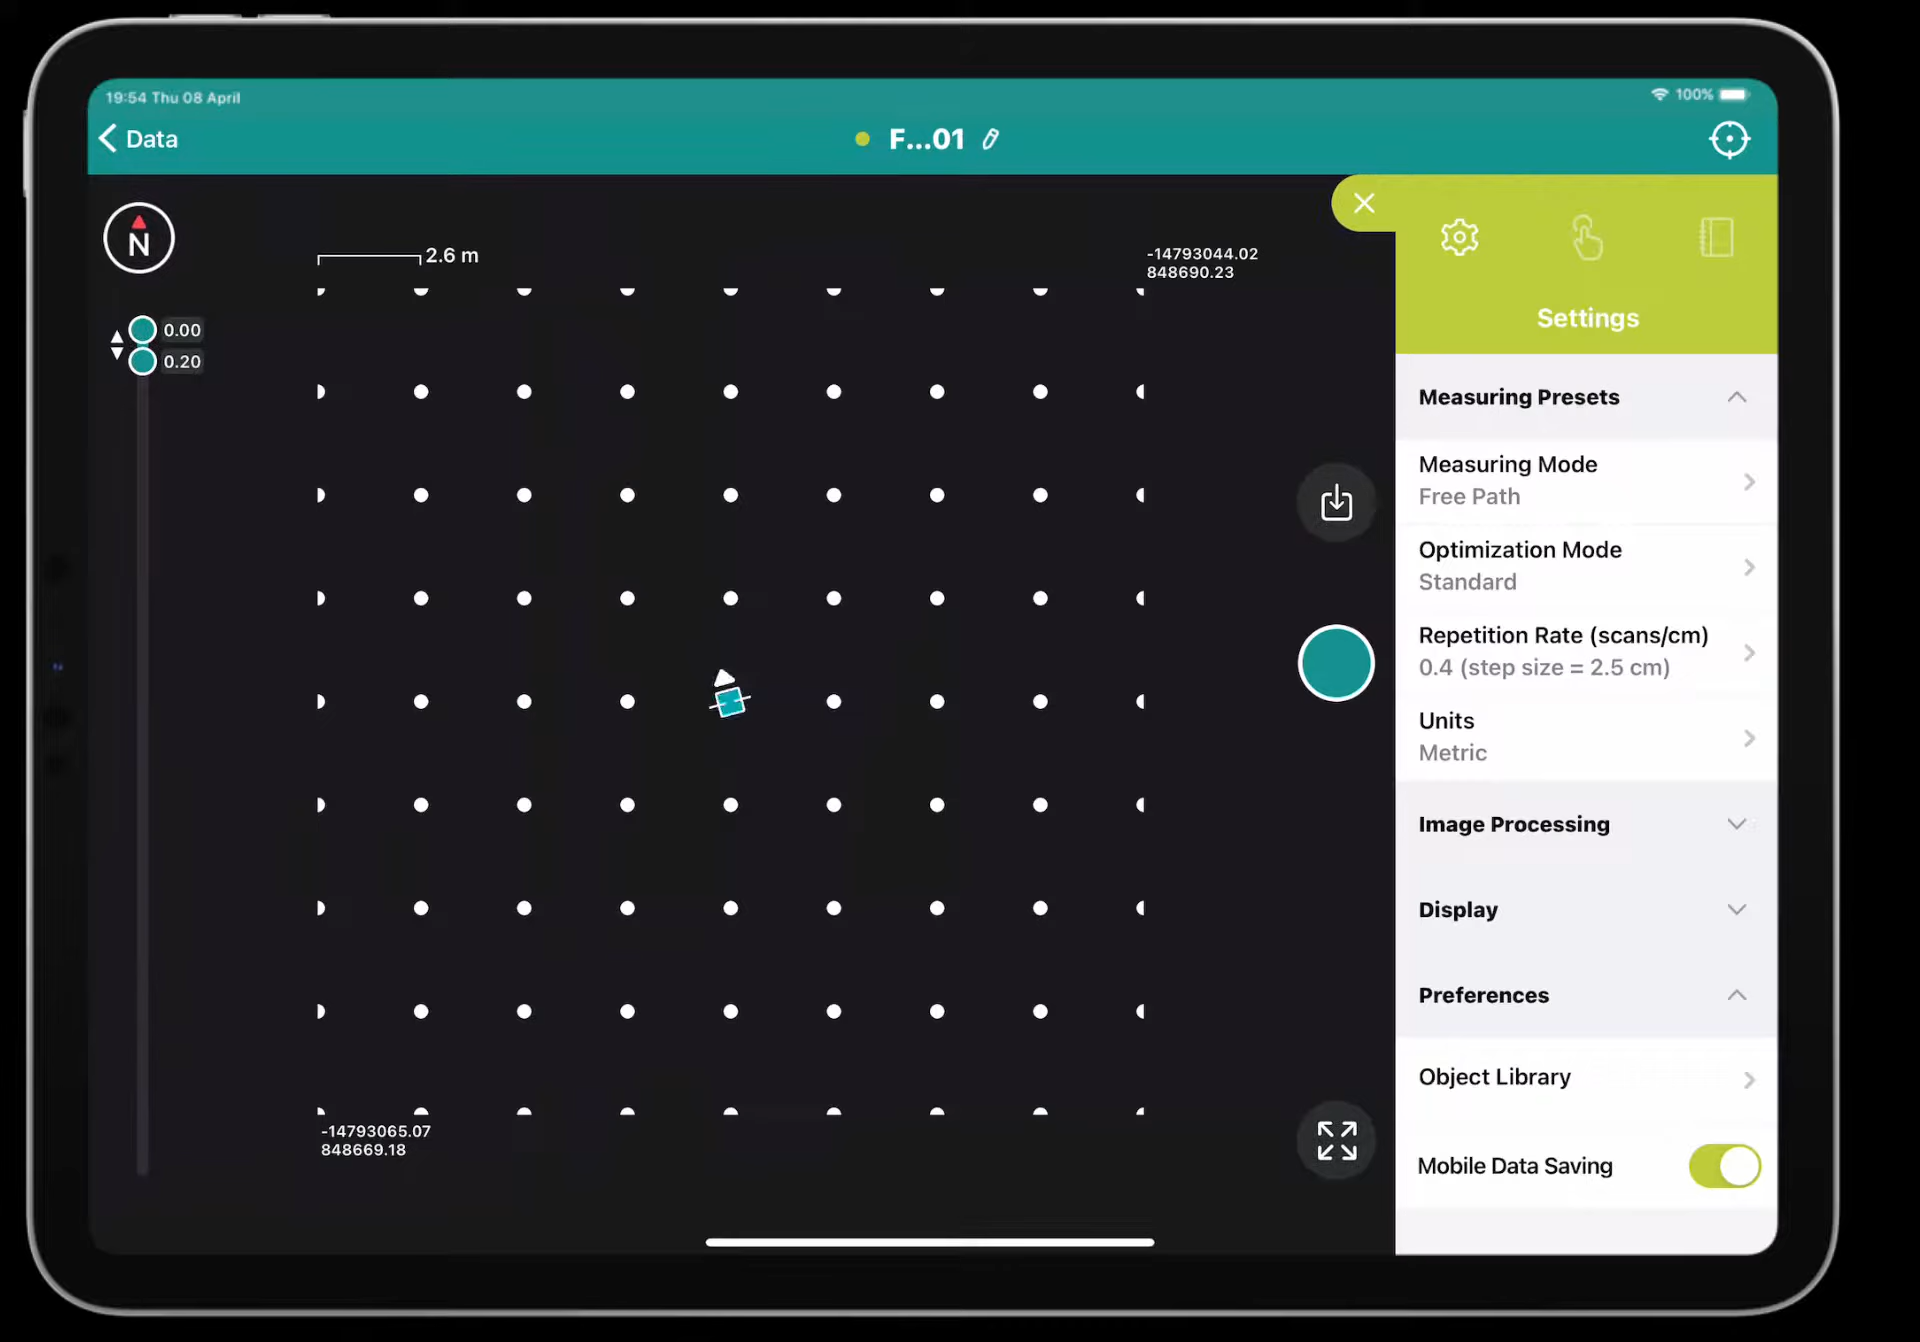 19:54 Thu 08 April
100%
Data
F...01
N
2.6 m
-14793044.02
848690.23
0.00
0.20
Settings
Measuring Presets
Measuring Mode
Free Path
Optimization Mode
Standard
Repetition Rate (scans/cm)
0.4 (step size = 2.5 cm)
Units
Metric
Image Processing
Display
Preferences
Object Library
Mobile Data Saving
-14793065.07
848669.18